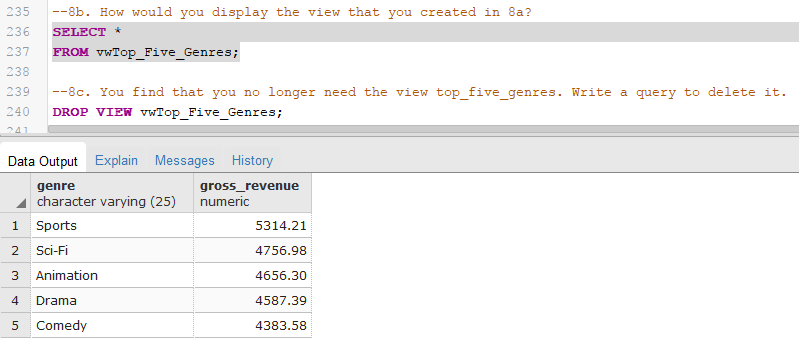 235 --8b. How would you display the view that you created in 8a?
236 SELECT *
237 FROM vwTop_Five_Genres;
238
239 --8c. You find that you no longer need the view top_five_genres. Write a query to delete it.
240 DROP VIEW vwTop_Five_Genres;
241
Data Output Explain Messages History
genre gross_revenue
character varying (25) numeric
1 Sports 5314.21
2 Sci-Fi 4756.98
3 Animation 4656.30
4 Drama 4587.39
5 Comedy 4383.58